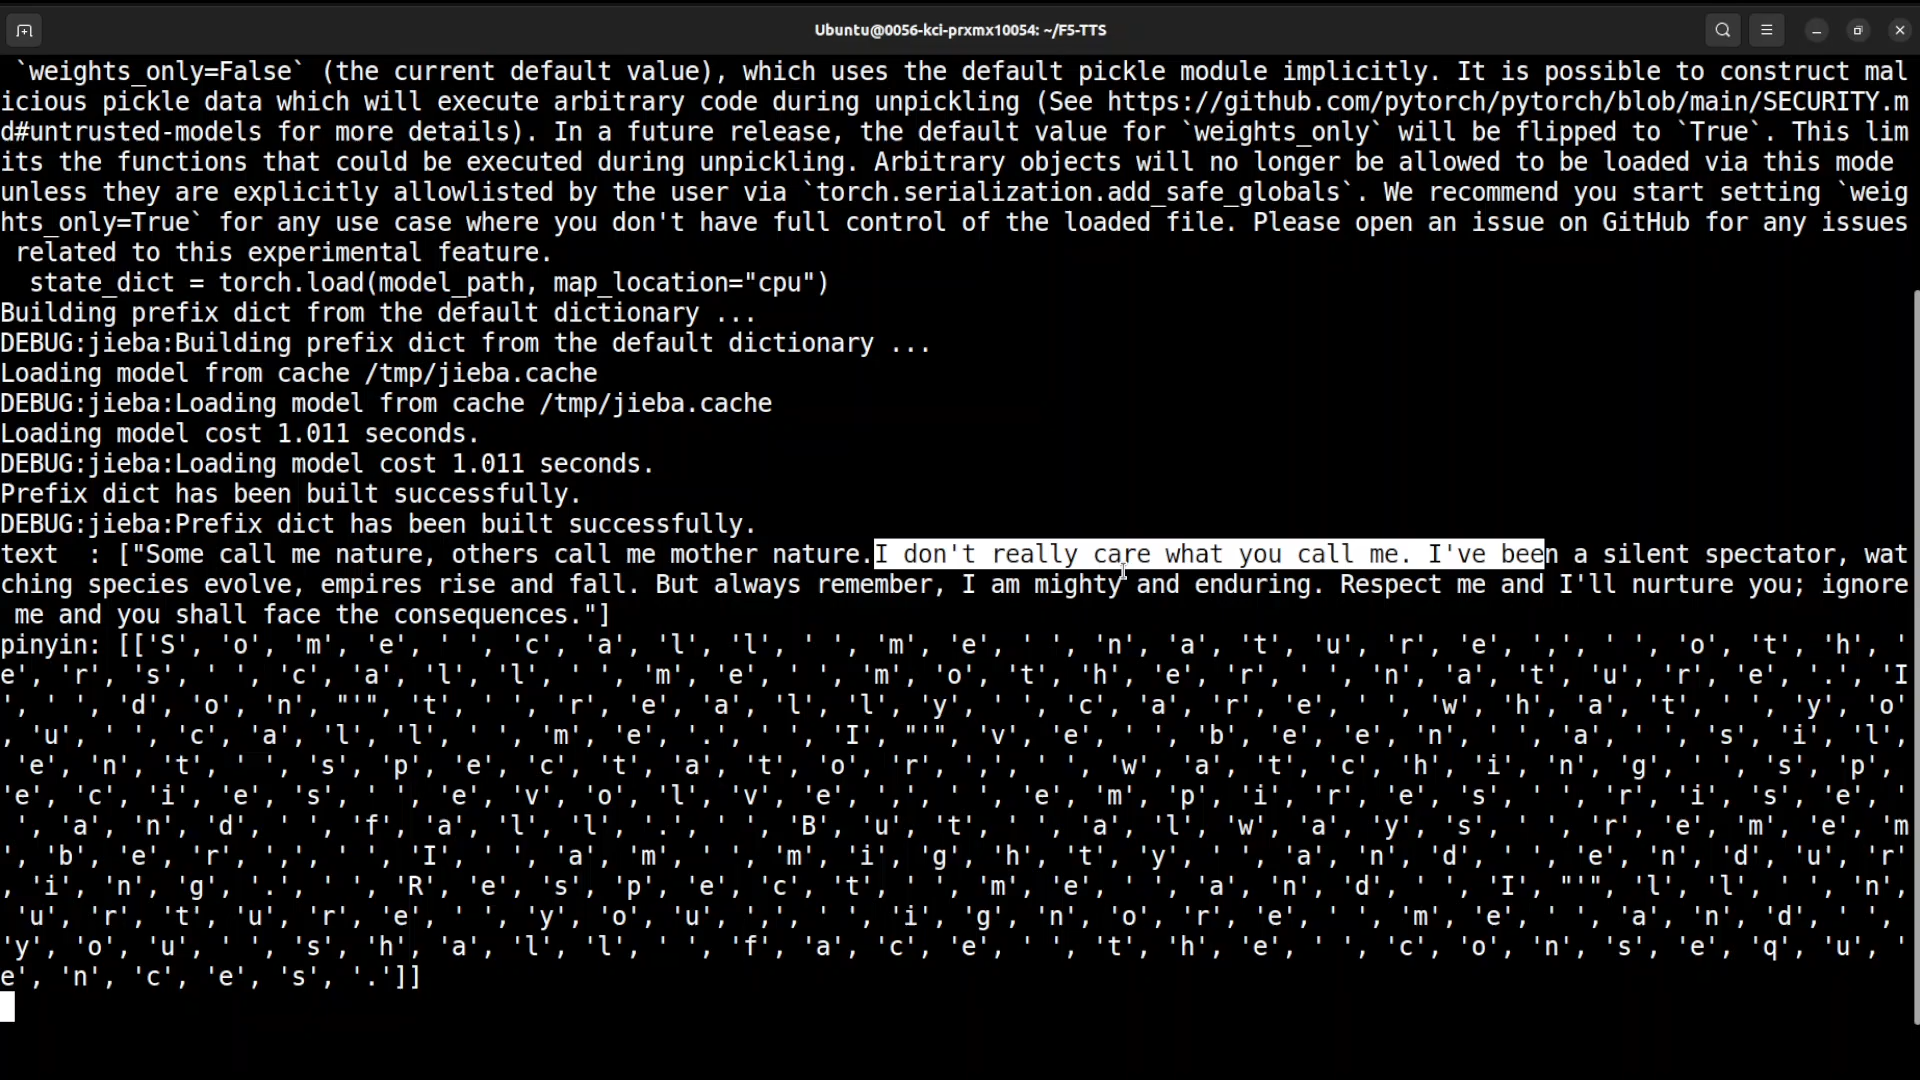 Ubuntu@0056-kci-prxmx10054: ~/F5-TTS
`weights_only=False` (the current default value), which uses the default pickle module implicitly. It is possible to construct mal
icious pickle data which will execute arbitrary code during unpickling (See https://github.com/pytorch/pytorch/blob/main/SECURITY.m
d#untrusted-models for more details). In a future release, the default value for `weights_only` will be flipped to `True`. This lim
its the functions that could be executed during unpickling. Arbitrary objects will no longer be allowed to be loaded via this mode
unless they are explicitly allowlisted by the user via `torch.serialization.add_safe_globals`. We recommend you start setting `weig
hts_only=True` for any use case where you don't have full control of the loaded file. Please open an issue on GitHub for any issues
related to this experimental feature.
state_dict = torch.load(model_path, map_location="cpu")
Building prefix dict from the default dictionary ...
DEBUG:jieba:Building prefix dict from the default dictionary ...
Loading model from cache /tmp/jieba.cache
DEBUG:jieba:Loading model from cache /tmp/jieba.cache
Loading model cost 1.011 seconds.
DEBUG:jieba:Loading model cost 1.011 seconds.
Prefix dict has been built successfully.
DEBUG:jieba:Prefix dict has been built successfully.
text  : ["Some call me nature, others call me mother nature.I don't really care what you call me. I've been a silent spectator, wat
ching species evolve, empires rise and fall. But always remember, I am mighty and enduring. Respect me and I'll nurture you; ignore
me and you shall face the consequences."]
pinyin: [['S', 'o', 'm', 'e', ' ', 'c', 'a', 'l', 'l', ' ', 'm', 'e', ' ', 'n', 'a', 't', 'u', 'r', 'e', ',', ' ', 'o', 't', 'h', '
e', 'r', 's', ' ', 'c', 'a', 'l', 'l', ' ', 'm', 'e', ' ', 'm', 'o', 't', 'h', 'e', 'r', ' ', 'n', 'a', 't', 'u', 'r', 'e', '.', 'I
', ' ', 'd', 'o', 'n', "'", 't', ' ', 'r', 'e', 'a', 'l', 'l', 'y', ' ', 'c', 'a', 'r', 'e', ' ', 'w', 'h', 'a', 't', ' ', 'y', 'o'
, 'u', ' ', 'c', 'a', 'l', 'l', ' ', 'm', 'e', '.', ' ', 'I', "'", 'v', 'e', ' ', 'b', 'e', 'e', 'n', ' ', 'a', ' ', 's', 'i', 'l',
'e', 'n', 't', ' ', 's', 'p', 'e', 'c', 't', 'a', 't', 'o', 'r', ',', ' ', 'w', 'a', 't', 'c', 'h', 'i', 'n', 'g', ' ', 's', 'p',
'e', 'c', 'i', 'e', 's', ' ', 'e', 'v', 'o', 'l', 'v', 'e', ',', ' ', 'e', 'm', 'p', 'i', 'r', 'e', 's', ' ', 'r', 'i', 's', 'e', '
', 'a', 'n', 'd', ' ', 'f', 'a', 'l', 'l', '.', ' ', 'B', 'u', 't', ' ', 'a', 'l', 'w', 'a', 'y', 's', ' ', 'r', 'e', 'm', 'e', 'm
', 'b', 'e', 'r', ',', ' ', 'I', ' ', 'a', 'm', ' ', 'm', 'i', 'g', 'h', 't', 'y', ' ', 'a', 'n', 'd', ' ', 'e', 'n', 'd', 'u', 'r'
, 'i', 'n', 'g', '.', ' ', 'R', 'e', 's', 'p', 'e', 'c', 't', ' ', 'm', 'e', ' ', 'a', 'n', 'd', ' ', 'I', "'", 'l', 'l', ' ', 'n',
'u', 'r', 't', 'u', 'r', 'e', ' ', 'y', 'o', 'u', ',', ' ', 'i', 'g', 'n', 'o', 'r', 'e', ' ', 'm', 'e', ' ', 'a', 'n', 'd', ' ',
'y', 'o', 'u', ' ', 's', 'h', 'a', 'l', 'l', ' ', 'f', 'a', 'c', 'e', ' ', 't', 'h', 'e', ' ', 'c', 'o', 'n', 's', 'e', 'q', 'u', '
e', 'n', 'c', 'e', 's', '.']]